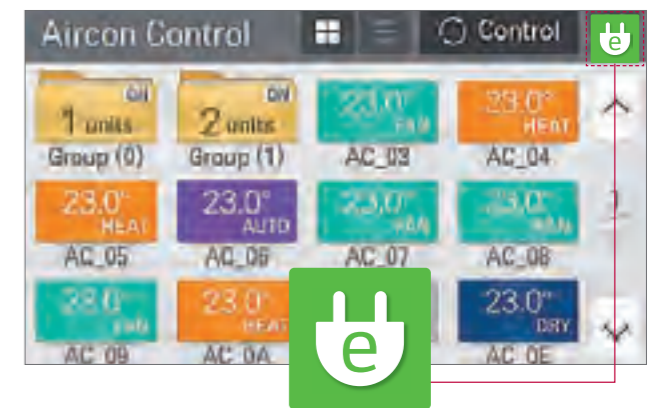 Aircon Control Control e
1 units ON 2 units ON 23.0° FAN 23.0° HEAT
Group (0) Group (1) AC_03 AC_04
23.0° HEAT 23.0° AUTO 23.0° FAN 23.0° FAN
AC_05 AC_06 AC_07 AC_08
23.0° FAN 23.0° HEAT e 23.0° DRY
AC_09 AC_0A AC_0E